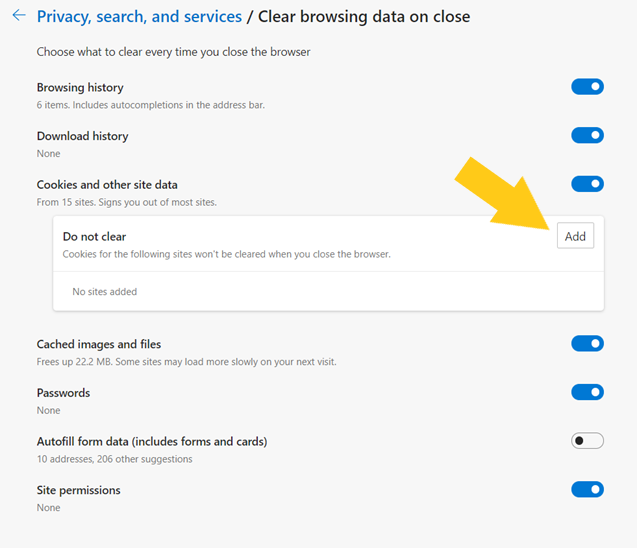 Privacy, search, and services / Clear browsing data on close
Choose what to clear every time you close the browser
Browsing history
6 items. Includes autocompletions in the address bar.
Download history
None
Cookies and other site data
From 15 sites. Signs you out of most sites.
Do not clear
Add
Cookies for the following sites won't be cleared when you close the browser.
No sites added
Cached images and files
Frees up 22.2 MB. Some sites may load more slowly on your next visit.
Passwords
None
Autofill form data (includes forms and cards)
10 addresses, 206 other suggestions
Site permissions
None